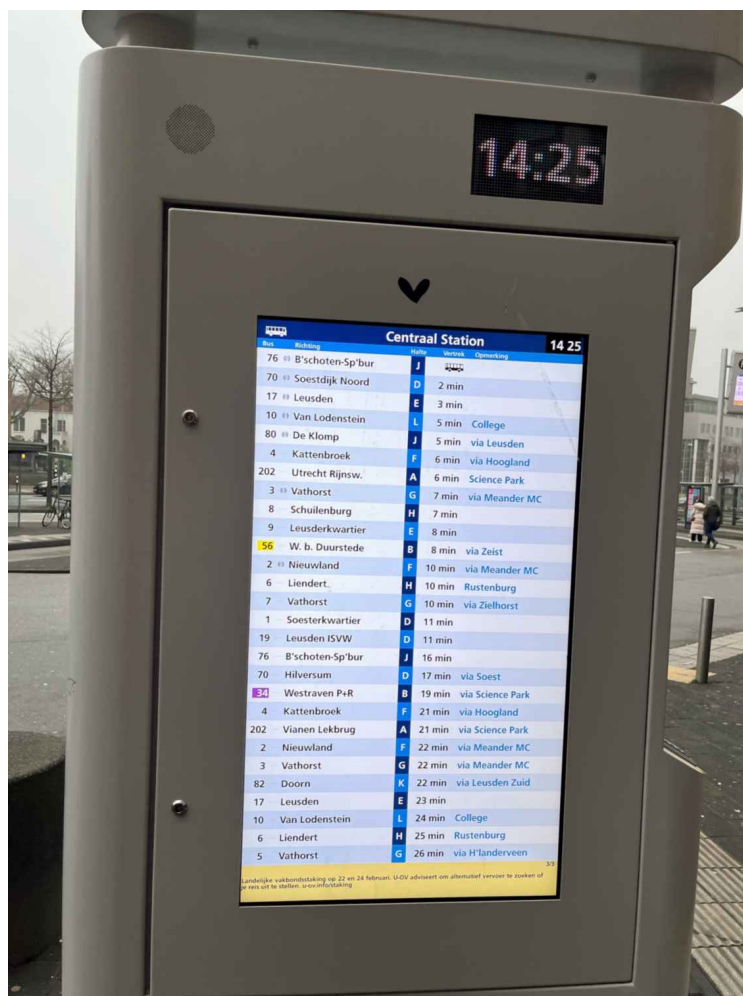 14:25
Centraal Station 14 25
Bus Richting Halte Vertrek Opmerking
76 B'schoten-Sp'bur J
70 Soestdijk Noord D 2 min
17 Leusden E 3 min
10 Van Lodenstein L 5 min College
80 De Klomp J 5 min via Leusden
4 Kattenbroek F 6 min via Hoogland
202 Utrecht Rijnsw. A 6 min Science Park
3 Vathorst G 7 min via Meander MC
8 Schuilenburg H 7 min
9 Leusderkwartier E 8 min
56 W. b. Duurstede B 8 min via Zeist
2 Nieuwland F 10 min via Meander MC
6 Liendert H 10 min Rustenburg
7 Vathorst G 10 min via Zielhorst
1 Soesterkwartier D 11 min
19 Leusden ISVW D 11 min
76 B'schoten-Sp'bur J 16 min
70 Hilversum D 17 min via Soest
34 Westraven P+R B 19 min via Science Park
4 Kattenbroek F 21 min via Hoogland
202 Vianen Lekbrug A 21 min via Science Park
2 Nieuwland F 22 min via Meander MC
3 Vathorst G 22 min via Meander MC
82 Doorn K 22 min via Leusden Zuid
17 Leusden E 23 min
10 Van Lodenstein L 24 min College
6 Liendert H 25 min Rustenburg
5 Vathorst G 26 min via H'landerveen
3/3
Landelijke vakbondsstaking op 22 en 24 februari. U-OV adviseert om alternatief vervoer te zoeken of
je reis uit te stellen. u-ov.info/staking